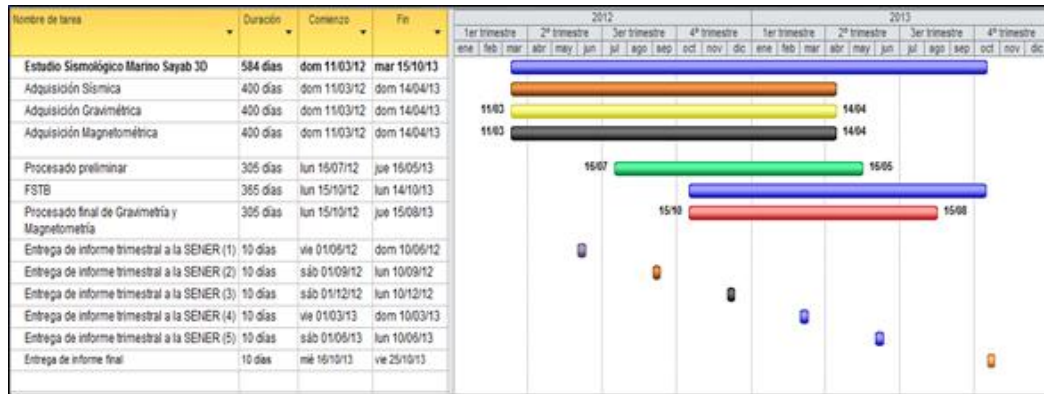 Nombre de tarea Duración Comienzo Fin
2012 2013
1er trimestre 2º trimestre 3er trimestre 4º trimestre 1er trimestre 2º trimestre 3er trimestre 4º trimestre
ene feb mar abr may jun jul ago sep oct nov dic ene feb mar abr may jun jul ago sep oct nov dic
Estudio Sismológico Marino Sayab 3D 584 días dom 11/03/12 mar 15/10/13
Adquisición Sísmica 400 días dom 11/03/12 dom 14/04/13
Adquisición Gravimétrica 400 días dom 11/03/12 dom 14/04/13 11/03 14/04
Adquisición Magnetométrica 400 días dom 11/03/12 dom 14/04/13 11/03 14/04
Procesado preliminar 305 días lun 16/07/12 jue 16/05/13 16/07 16/05
FSTB 365 días lun 15/10/12 lun 14/10/13
Procesado final de Gravimetría y 305 días lun 15/10/12 jue 15/08/13 15/10 15/08
Magnetometría
Entrega de informe trimestral a la SENER (1) 10 días vie 01/06/12 dom 10/06/12
Entrega de informe trimestral a la SENER (2) 10 días sáb 01/09/12 lun 10/09/12
Entrega de informe trimestral a la SENER (3) 10 días sáb 01/12/12 lun 10/12/12
Entrega de informe trimestral a la SENER (4) 10 días vie 01/03/13 dom 10/03/13
Entrega de informe trimestral a la SENER (5) 10 días sáb 01/06/13 lun 10/06/13
Entrega de informe final 10 días mié 16/10/13 vie 25/10/13